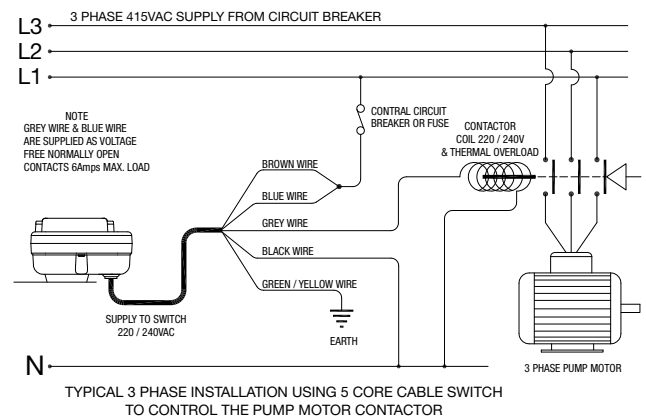 3 PHASE 415VAC SUPPLY FROM CIRCUIT BREAKER
L3
L2
L1
NOTE
GREY WIRE & BLUE WIRE
ARE SUPPLIED AS VOLTAGE
FREE NORMALLY OPEN
CONTACTS 6Amps MAX. LOAD
CONTRAL CIRCUIT
BREAKER OR FUSE
CONTACTOR
COIL 220 / 240V
& THERMAL OVERLOAD
BROWN WIRE
BLUE WIRE
GREY WIRE
BLACK WIRE
GREEN / YELLOW WIRE
SUPPLY TO SWITCH
220 / 240VAC
EARTH
3 PHASE PUMP MOTOR
N
TYPICAL 3 PHASE INSTALLATION USING 5 CORE CABLE SWITCH
TO CONTROL THE PUMP MOTOR CONTACTOR